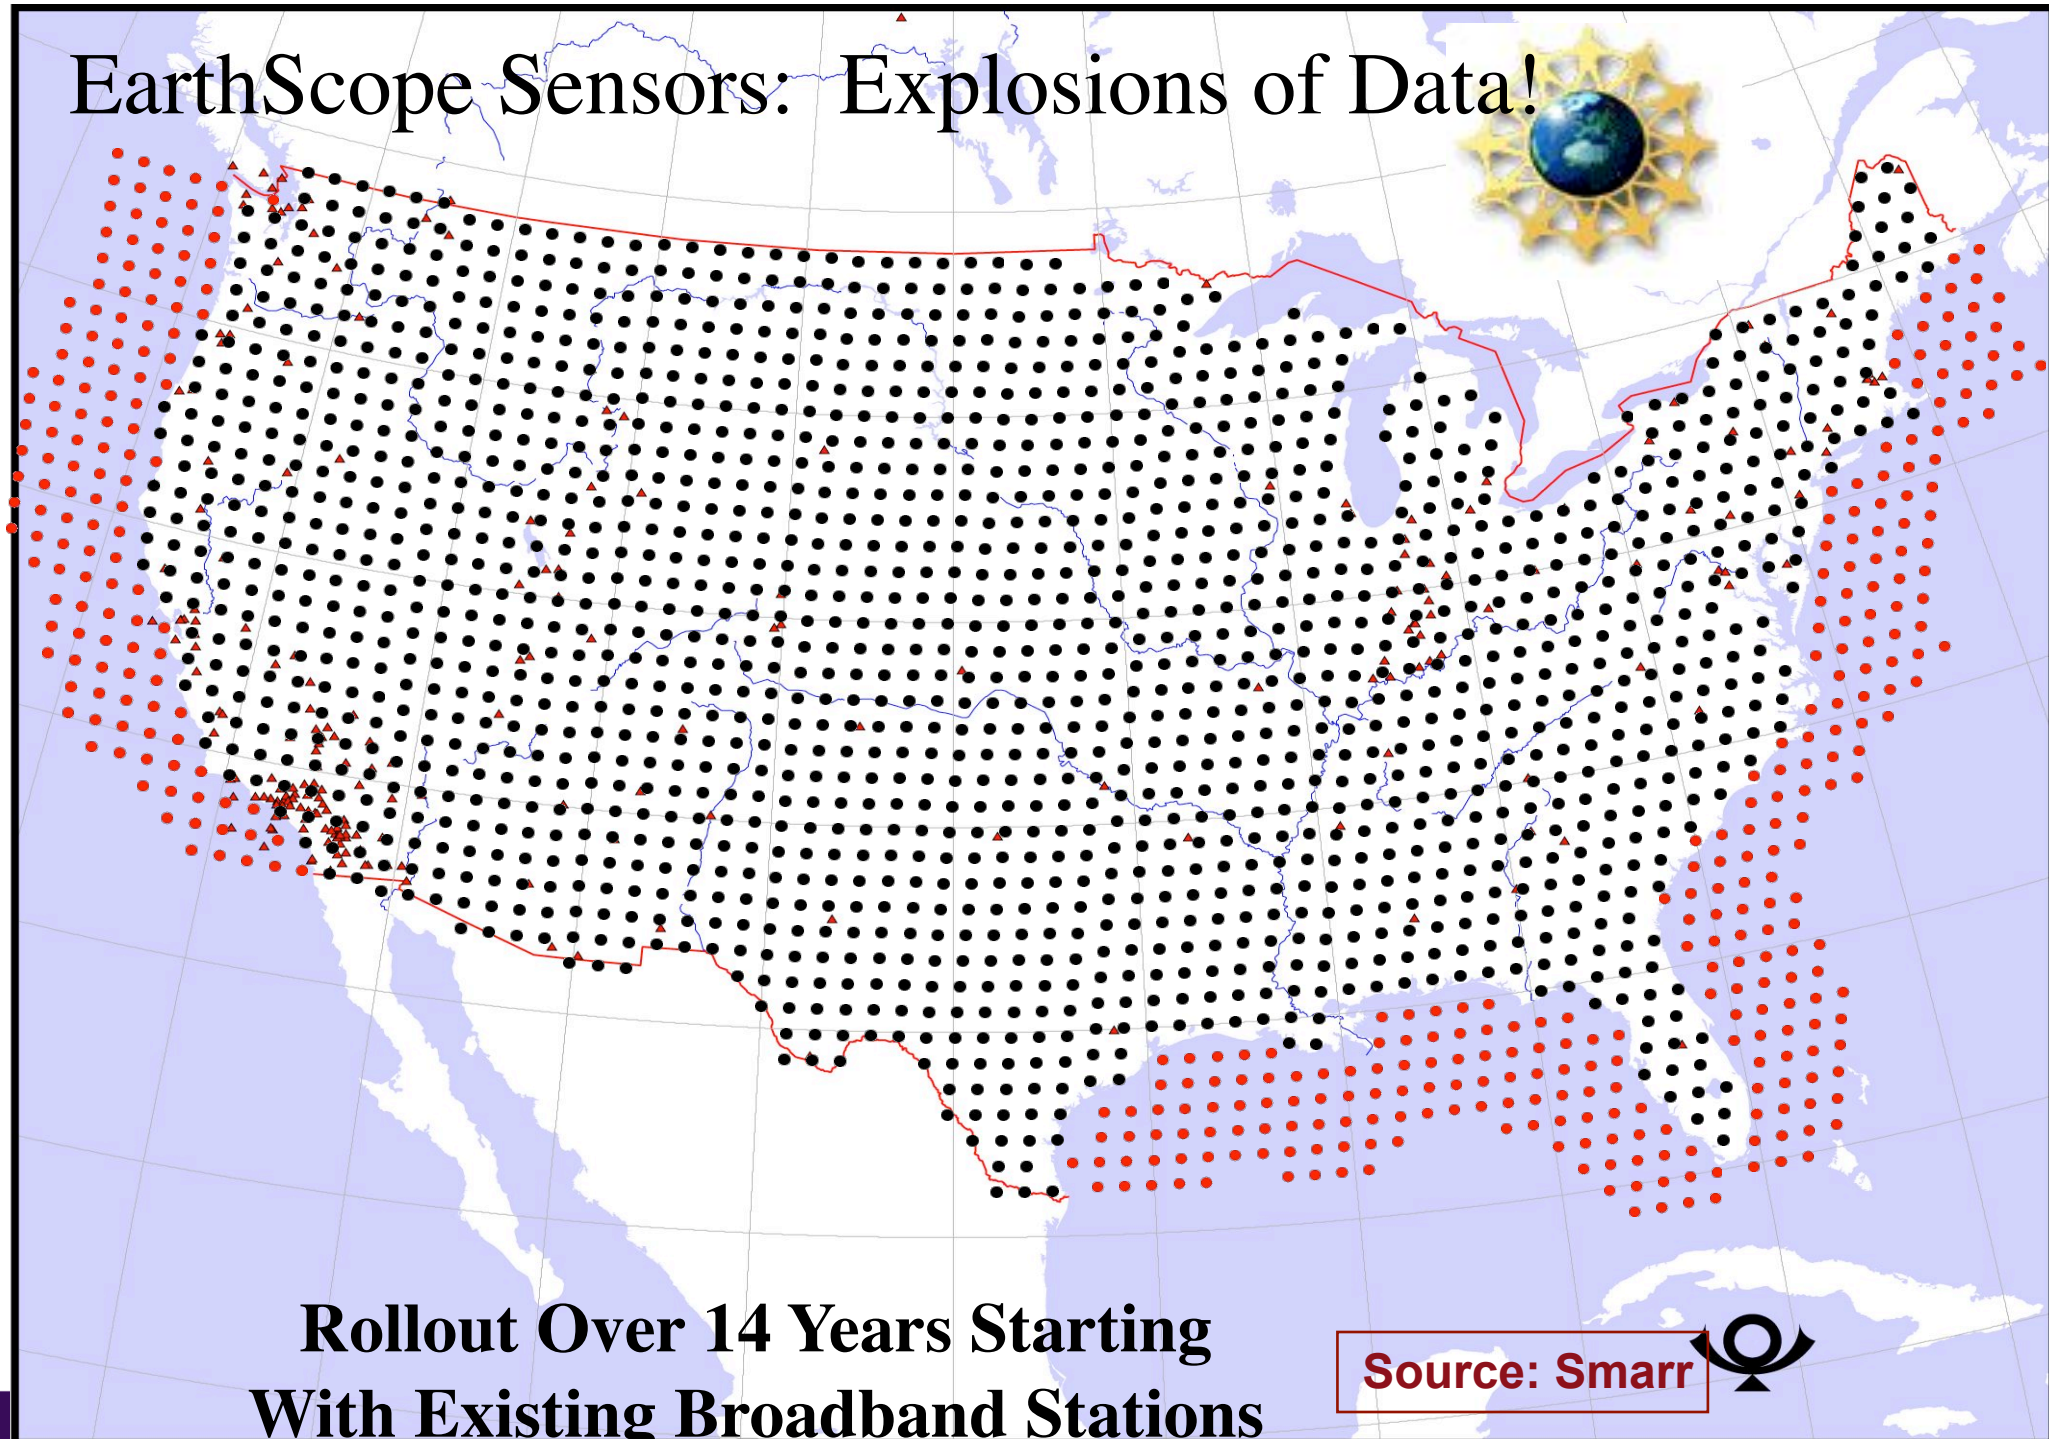 EarthScope Sensors: Explosions of Data!
Rollout Over 14 Years Starting
With Existing Broadband Stations
Source: Smarr